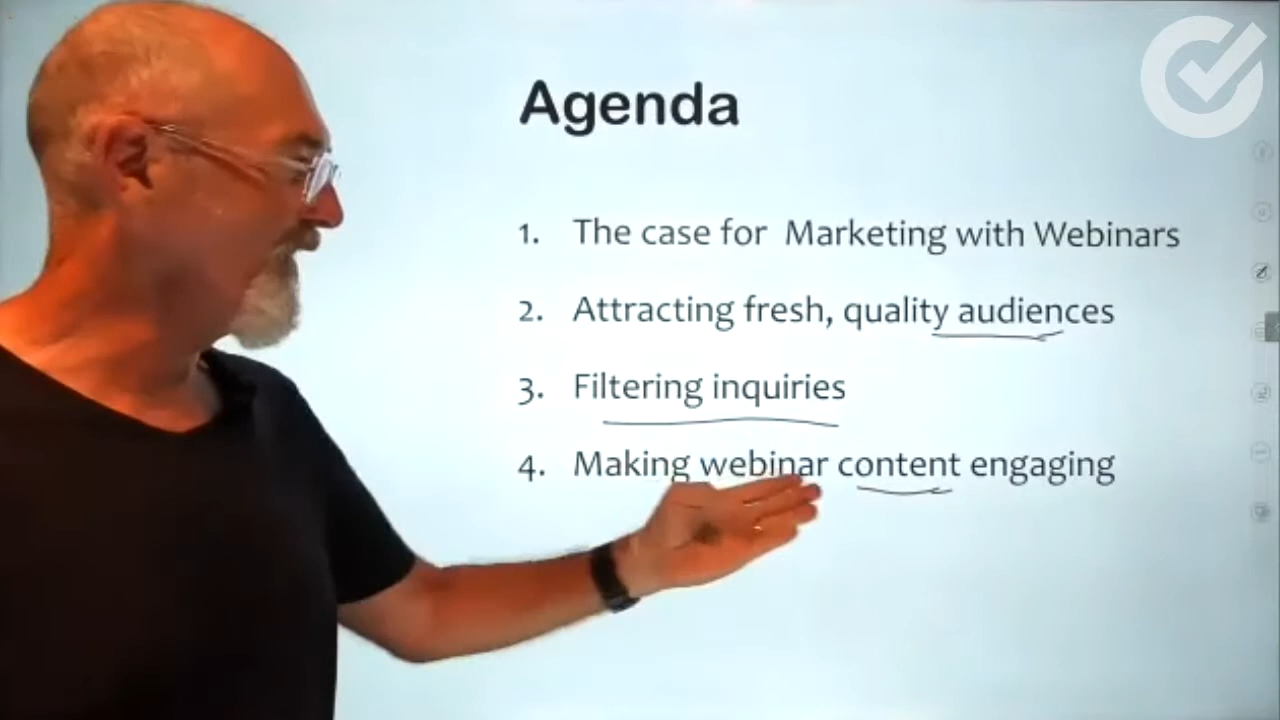 Agenda
1. The case for Marketing with Webinars
2. Attracting fresh, quality audiences
3. Filtering inquiries
4. Making webinar content engaging